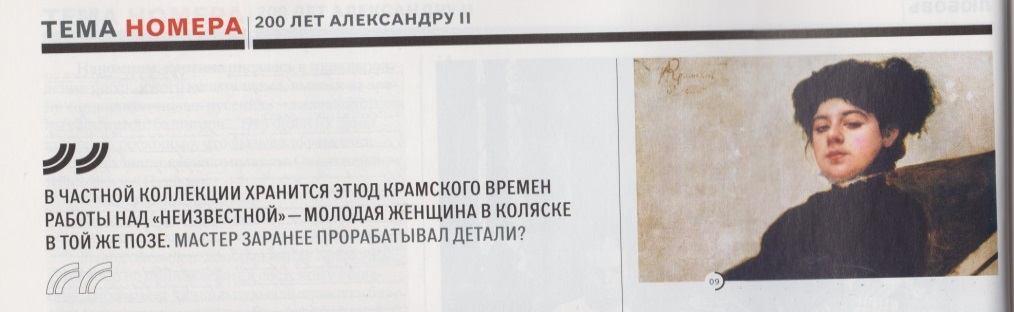 ТЕМА НОМЕРА 200 ЛЕТ АЛЕКСАНДРУ II
В ЧАСТНОЙ КОЛЛЕКЦИИ ХРАНИТСЯ ЭТЮД КРАМСКОГО ВРЕМЕН
РАБОТЫ НАД «НЕИЗВЕСТНОЙ» – МОЛОДАЯ ЖЕНЩИНА В КОЛЯСКЕ
В ТОЙ ЖЕ ПОЗЕ. МАСТЕР ЗАРАНЕЕ ПРОРАБАТЫВАЛ ДЕТАЛИ?
09